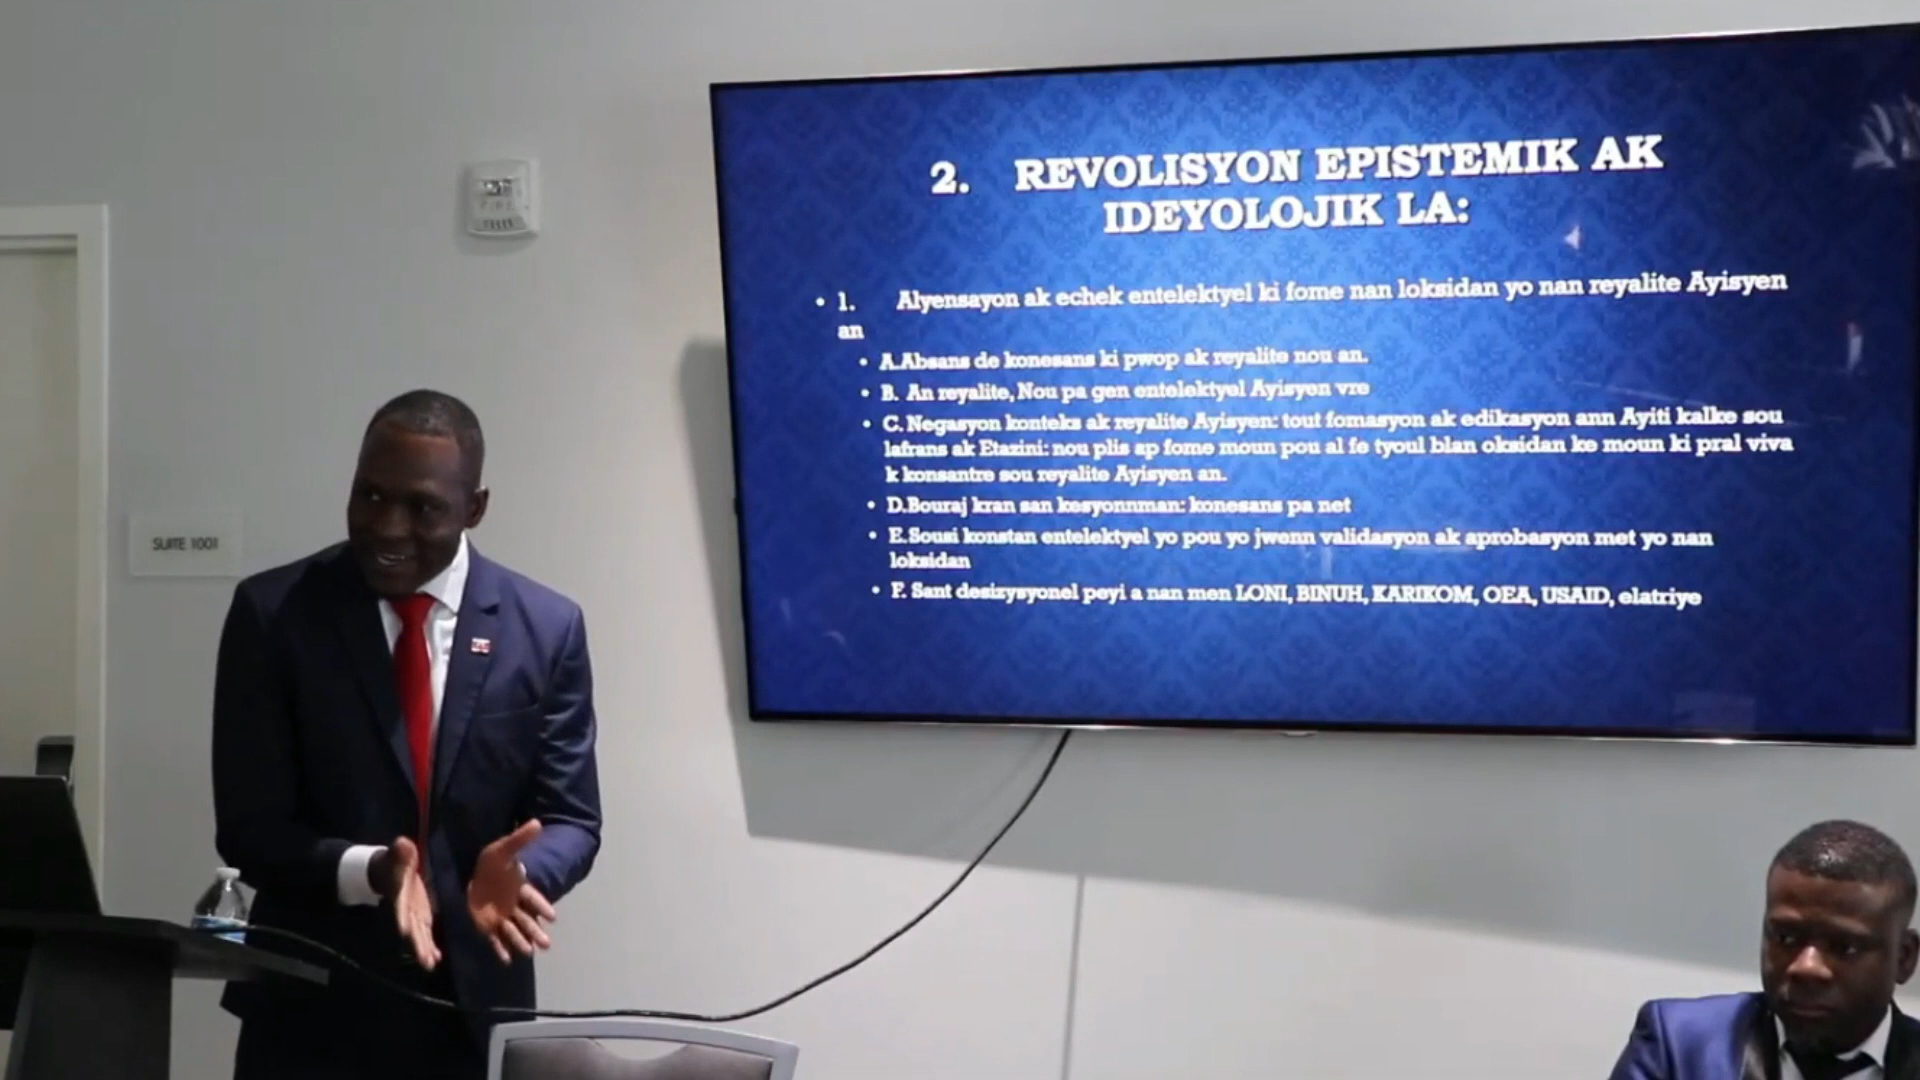 2. REVOLISYON EPISTEMIK AK
IDEYOLOJIK LA:
• 1. Alyensayon ak echek entelektyel ki fome nan loksidan yo nan reyalite Ayisyen
an
• A.Absans de konesans ki pwop ak reyalite nou an.
• B. An reyalite, Nou pa gen entelektyel Ayisyen vre
• C. Negasyon konteks ak reyalite Ayisyen: tout fomasyon ak edikasyon ann Ayiti kalke sou
lafrans ak Etazini: nou plis ap fome moun pou al fe tyoul blan oksidan ke moun ki pral viva
k konsantre sou reyalite Ayisyen an.
• D.Bouraj kran san kesyonnman: konesans pa net
• E.Sousi konstan entelektyel yo pou yo jwenn validasyon ak aprobasyon met yo nan
loksidan
• F. Sant desizysyonel peyi a nan men LONI, BINUH, KARIKOM, OEA, USAID, elatriye
SUITE 1001
FIRE